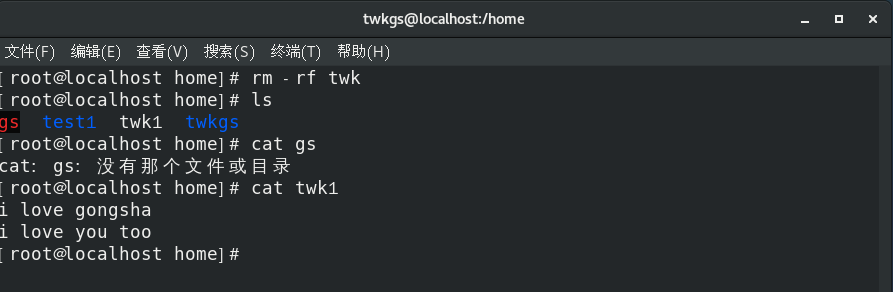 twkgs@localhost:/home
文件(F) 编辑(E) 查看(V) 搜索(S) 终端(T) 帮助(H)
[root@localhost home]# rm -rf twk
[root@localhost home]# ls
gs test1 twk1 twkgs
[root@localhost home]# cat gs
cat: gs: 没有那个文件或目录
[root@localhost home]# cat twk1
i love gongsha
i love you too
[root@localhost home]#